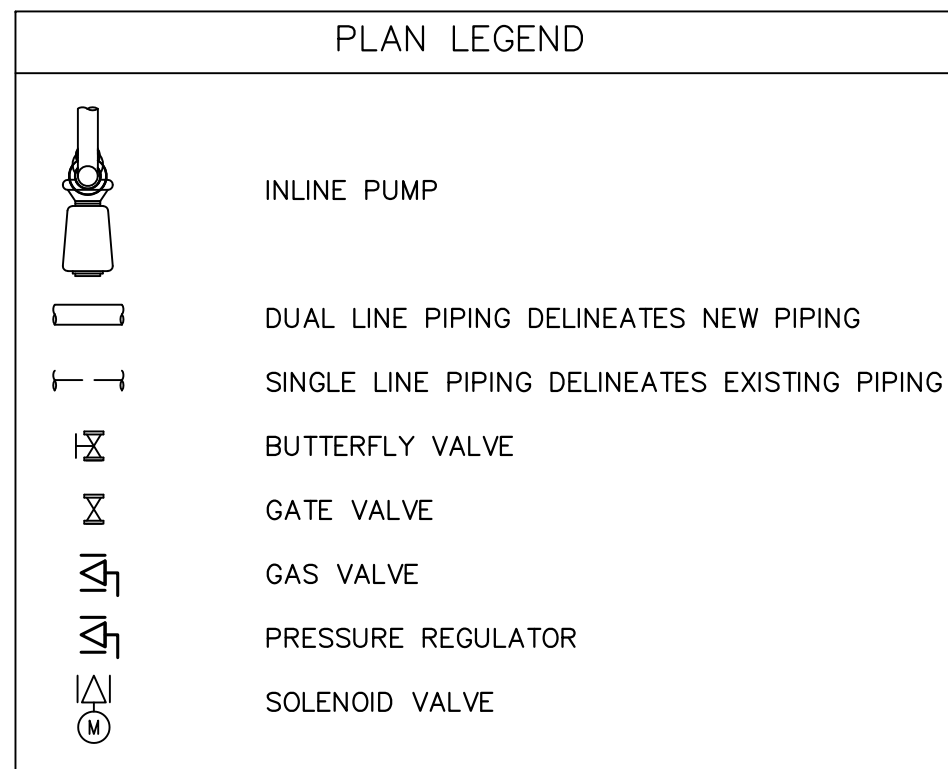 PLAN LEGEND
INLINE PUMP
DUAL LINE PIPING DELINEATES NEW PIPING
SINGLE LINE PIPING DELINEATES EXISTING PIPING
BUTTERFLY VALVE
GATE VALVE
GAS VALVE
PRESSURE REGULATOR
SOLENOID VALVE
M